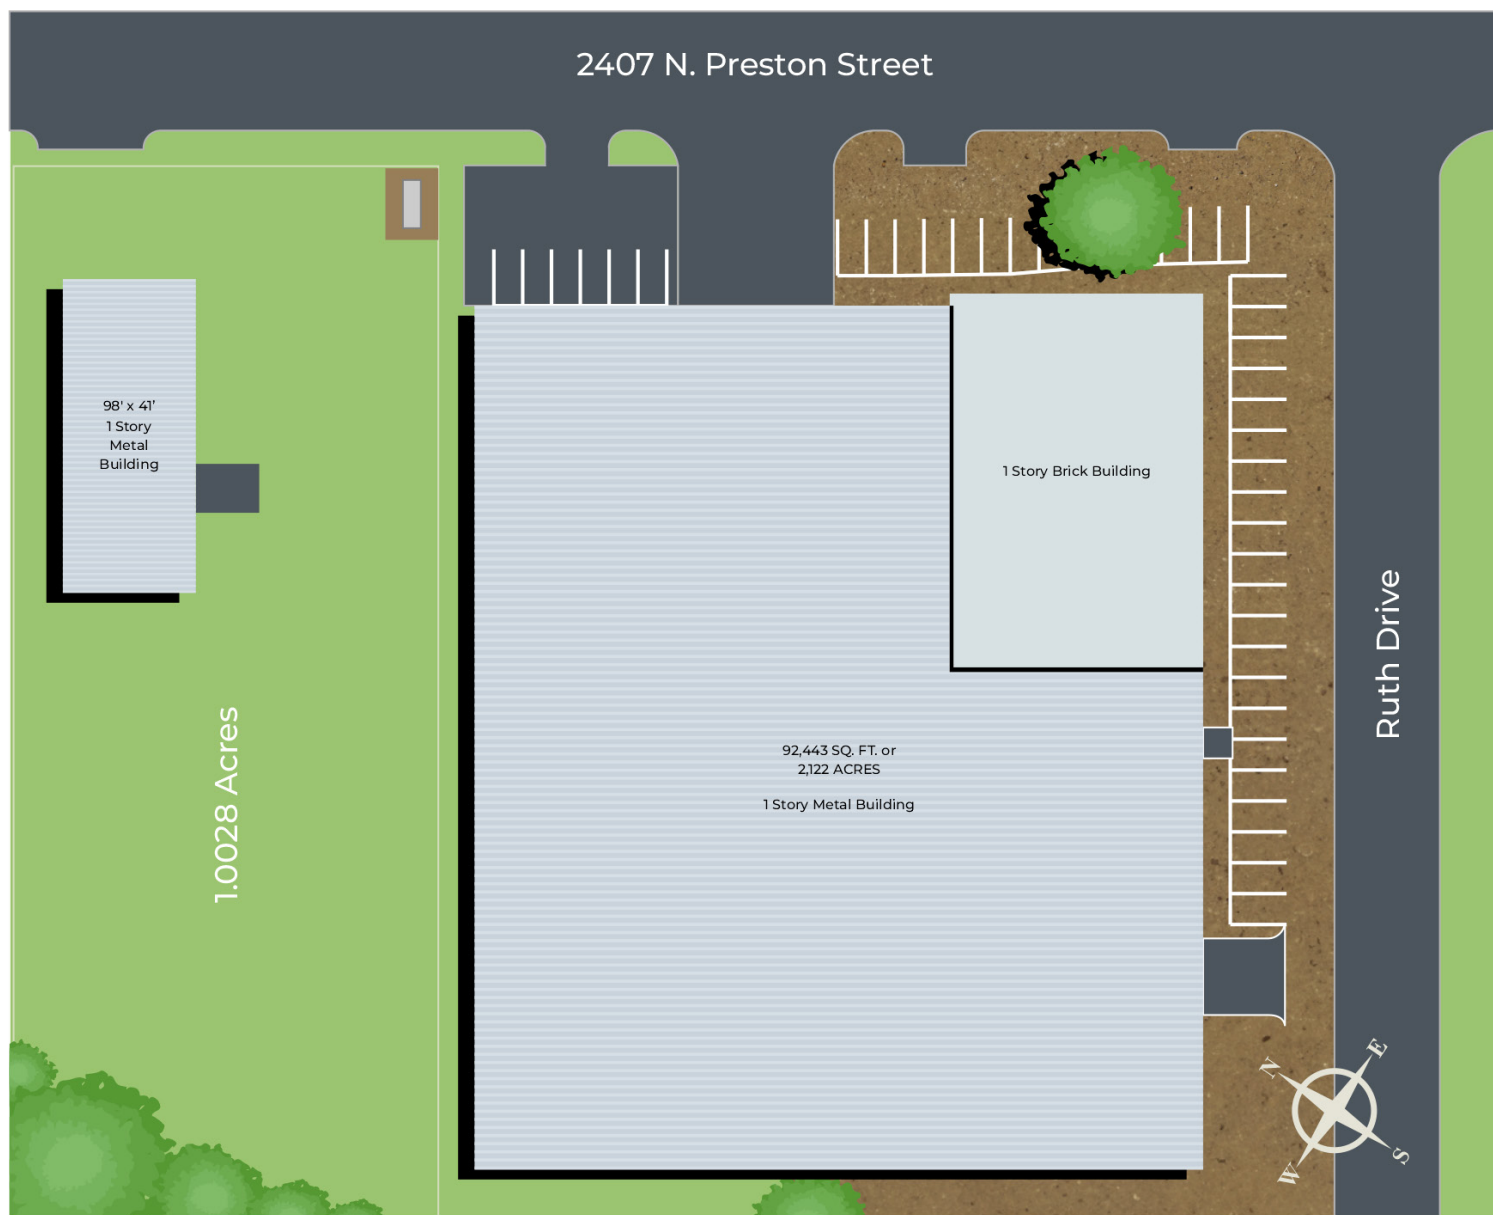 2407 N. Preston Street
98' x 41'
1 Story
Metal
Building
1 Story Brick Building
Ruth Drive
1.0028 Acres
92,443 SQ. FT. or
2,122 ACRES
1 Story Metal Building
N
E
W
S